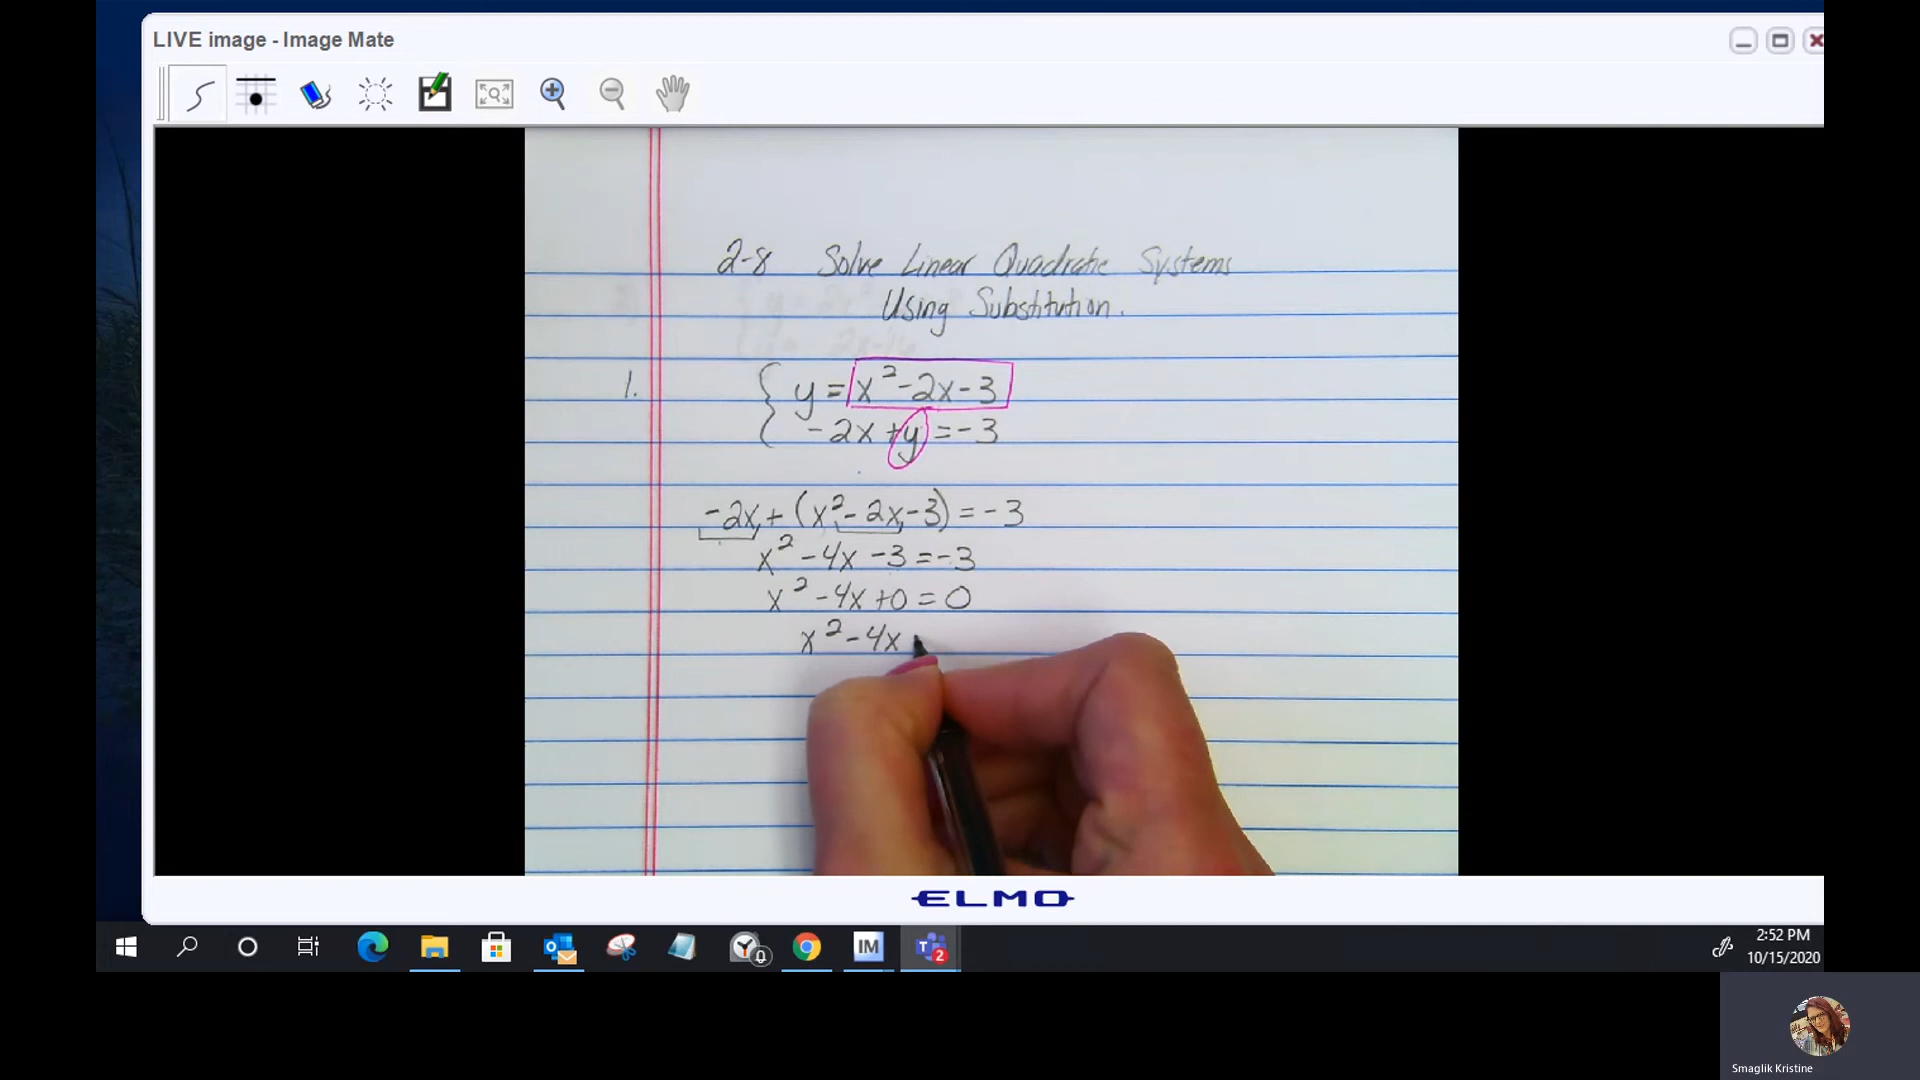 LIVE image - Image Mate
2-8 Solve Linear Quadratic Systems
Using Substitution.
1. { y = x² - 2x - 3
-2x + y = -3
-2x + (x² - 2x - 3) = -3
x² - 4x - 3 = -3
x² - 4x + 0 = 0
x² - 4x
ELMO
IM
T 2
2:52 PM
10/15/2020
Smaglik Kristine